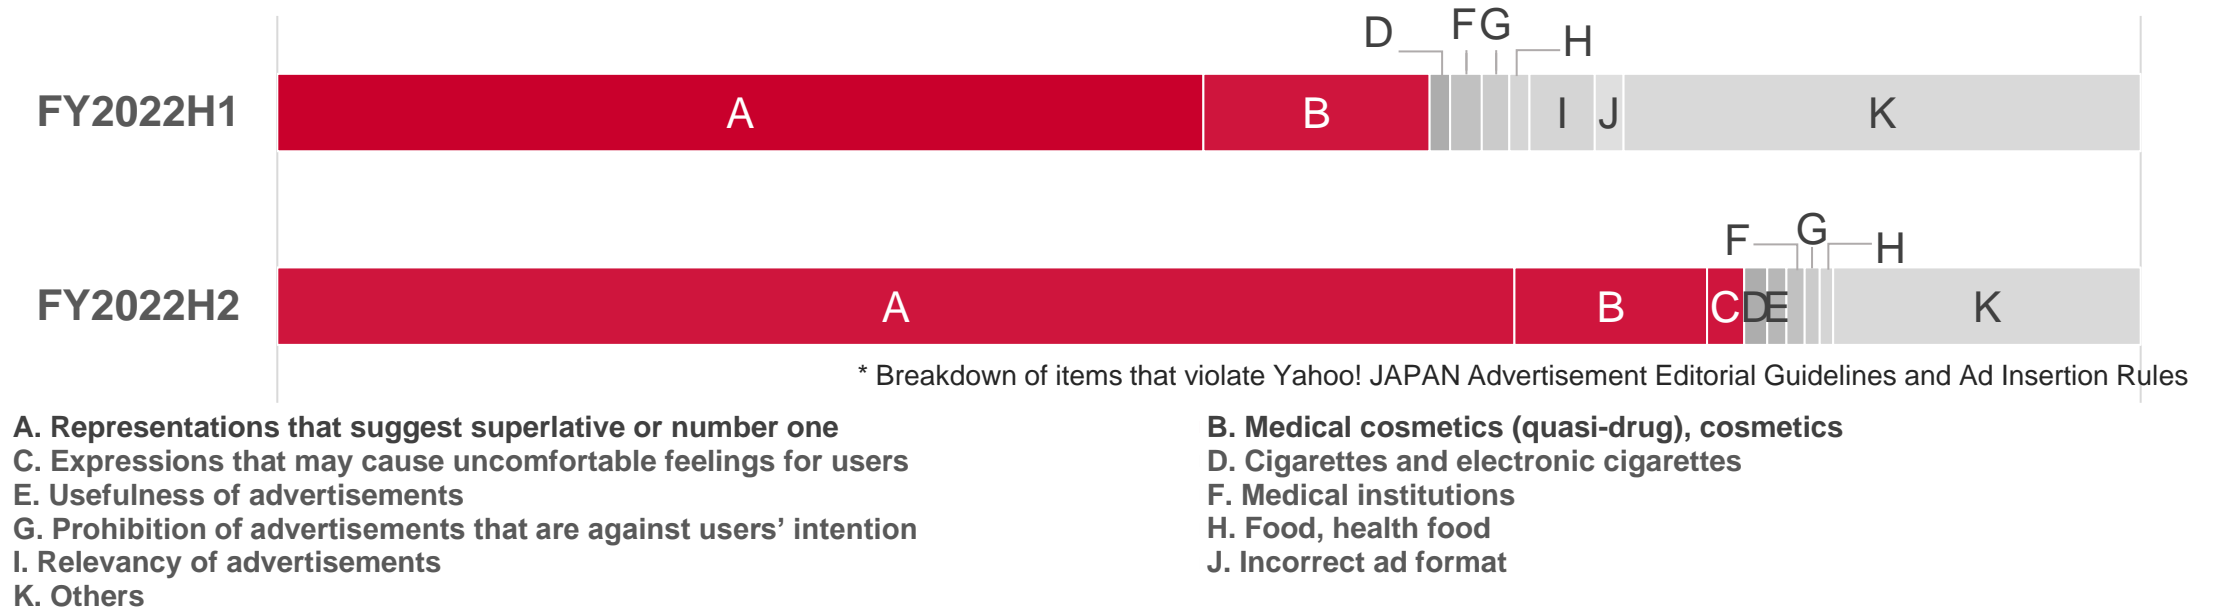 D F G H
FY2022H1 A B I J K
F G H
FY2022H2 A B C D E K
* Breakdown of items that violate Yahoo! JAPAN Advertisement Editorial Guidelines and Ad Insertion Rules
A. Representations that suggest superlative or number one
B. Medical cosmetics (quasi-drug), cosmetics
C. Expressions that may cause uncomfortable feelings for users
D. Cigarettes and electronic cigarettes
E. Usefulness of advertisements
F. Medical institutions
G. Prohibition of advertisements that are against users’ intention
H. Food, health food
I. Relevancy of advertisements
J. Incorrect ad format
K. Others